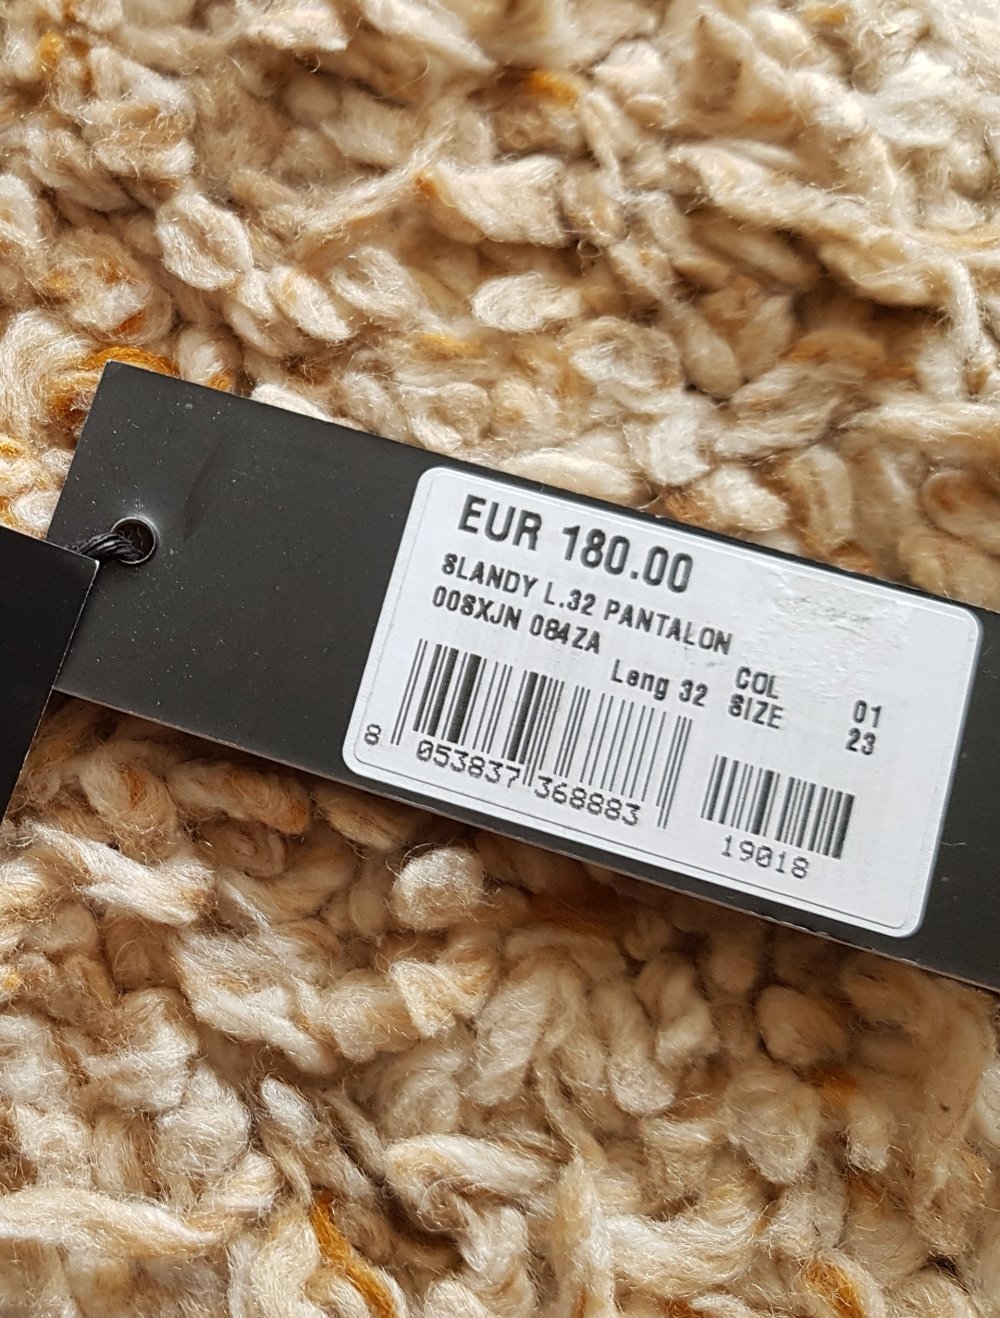 EUR 180.00
SLANDY L.32 PANTALON
00SXJN 084ZA
Leng 32
COL 01
SIZE 23
8 053837 368883
19018